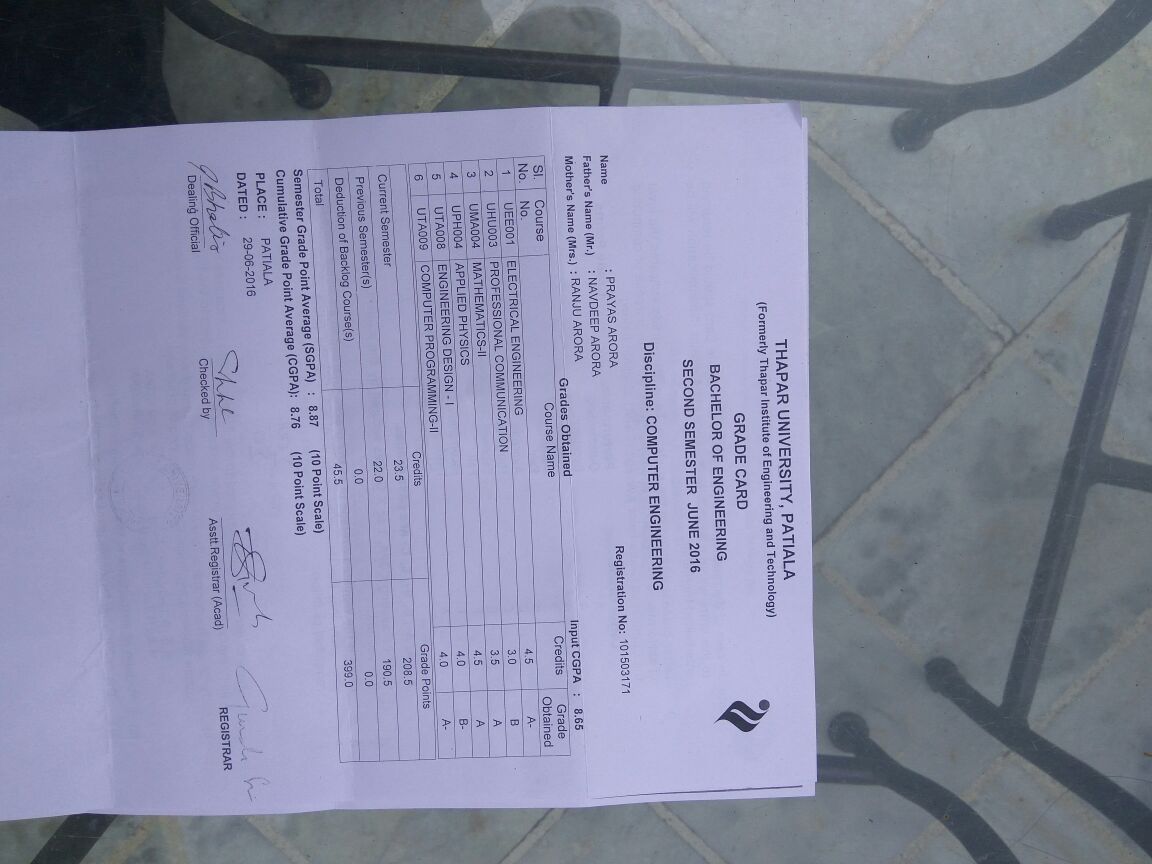 THAPAR UNIVERSITY, PATIALA
(Formerly Thapar Institute of Engineering and Technology)
GRADE CARD
BACHELOR OF ENGINEERING
SECOND SEMESTER JUNE 2016
Discipline: COMPUTER ENGINEERING
Name : PRAYAS ARORA Registration No: 101503171
Father's Name (Mr.) : NAVDEEP ARORA
Mother's Name (Mrs.) : RANJU ARORA
Grades Obtained Input CGPA : 8.65
Sl. No. Course No. Course Name Credits Grade Obtained
1 UEE001 ELECTRICAL ENGINEERING 4.5 A-
2 UHU003 PROFESSIONAL COMMUNICATION 3.0 B
3 UMA004 MATHEMATICS-II 3.5 A
4 UPH004 APPLIED PHYSICS 4.5 A
5 UTA008 ENGINEERING DESIGN - I 4.0 B-
6 UTA009 COMPUTER PROGRAMMING-II 4.0 A-
Credits Grade Points
Current Semester 23.5 208.5
Previous Semester(s) 22.0 190.5
Deduction of Backlog Course(s) 0.0 0.0
Total 45.5 399.0
Semester Grade Point Average (SGPA) : 8.87 (10 Point Scale)
Cumulative Grade Point Average (CGPA): 8.76 (10 Point Scale)
PLACE : PATIALA
DATED : 29-06-2016
Dealing Official Checked by Asstt.Registrar (Acad) REGISTRAR